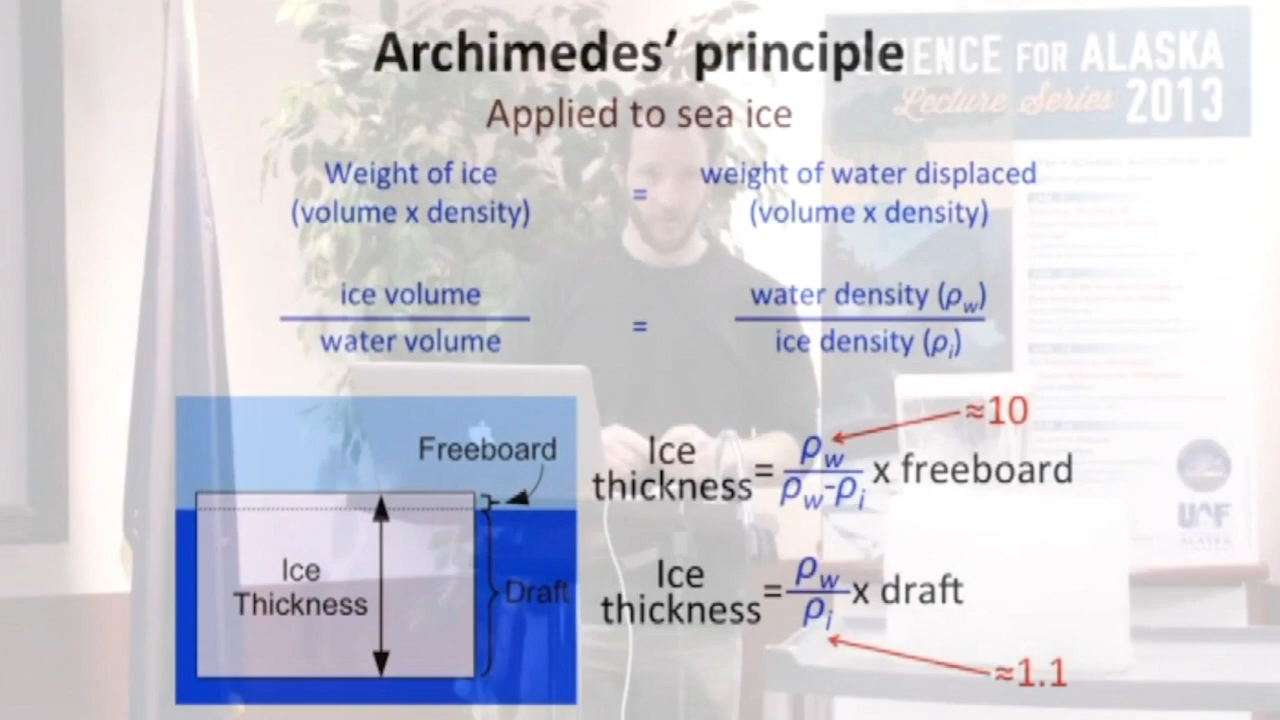 Archimedes’ principle
IENCE FOR ALASKA
Lecture Series 2013
Applied to sea ice
Weight of ice = weight of water displaced
(volume x density) (volume x density)
ice volume = water density (ρw)
water volume ice density (ρi)
≈10
Freeboard
Ice thickness = ρw / ρw-ρi x freeboard
Ice
Thickness
Draft
Ice thickness = ρw / ρi x draft
≈1.1
UAF
ALASKA